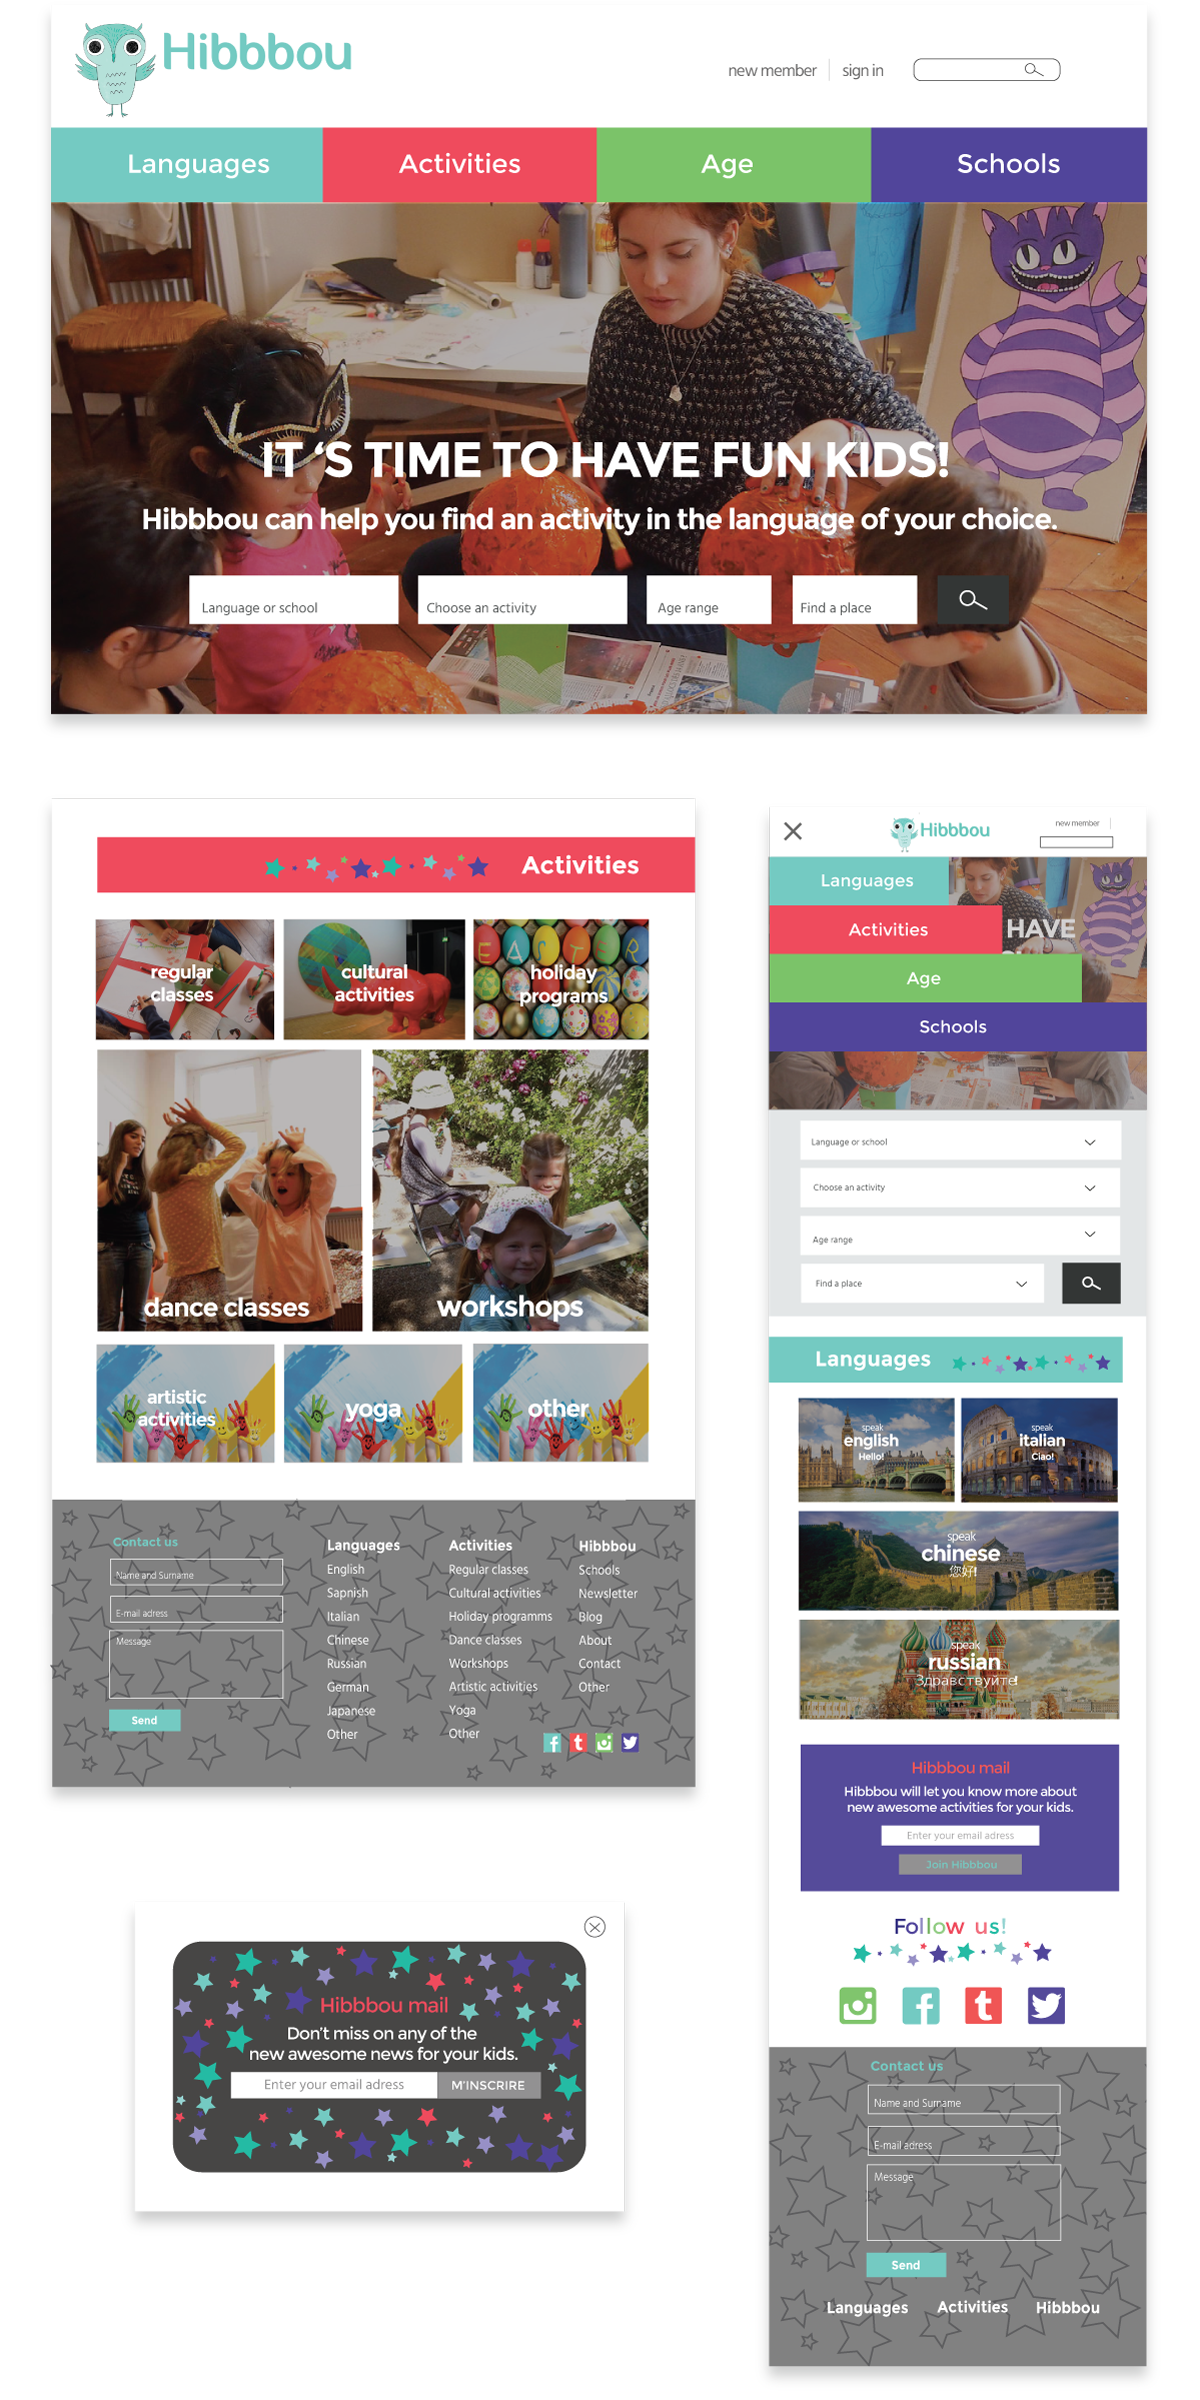 Hibbbou
new member
sign in
Languages
Activities
Age
Schools
IT ‘S TIME TO HAVE FUN KIDS!
Hibbbou can help you find an activity in the language of your choice.
Language or school
Choose an activity
Age range
Find a place
Activities
regular
classes
cultural
activities
EASTER
holiday
programs
dance classes
workshops
artistic
activities
yoga
other
Contact us
Name and Surname
E-mail adress
Message
Send
Languages
English
Sapnish
Italian
Chinese
Russian
German
Japanese
Other
Activities
Regular classes
Cultural activities
Holiday programms
Dance classes
Workshops
Artistic activities
Yoga
Other
Hibbbou
Schools
Newsletter
Blog
About
Contact
Other
Hibbbou mail
Don't miss on any of the
new awesome news for your kids.
Enter your email adress
M'INSCRIRE
Hibbbou
new member
Languages
Activities
HAVE
Age
Schools
Language or school
Choose an activity
Age range
Find a place
Languages
speak
english
Hello!
speak
italian
Ciao!
speak
chinese
您好!
speak
russian
Здравствуйте!
Hibbbou mail
Hibbbou will let you know more about
new awesome activities for your kids.
Enter your email adress
Join Hibbbou
Follow us!
Contact us
Name and Surname
E-mail adress
Message
Send
Languages
Activities
Hibbbou